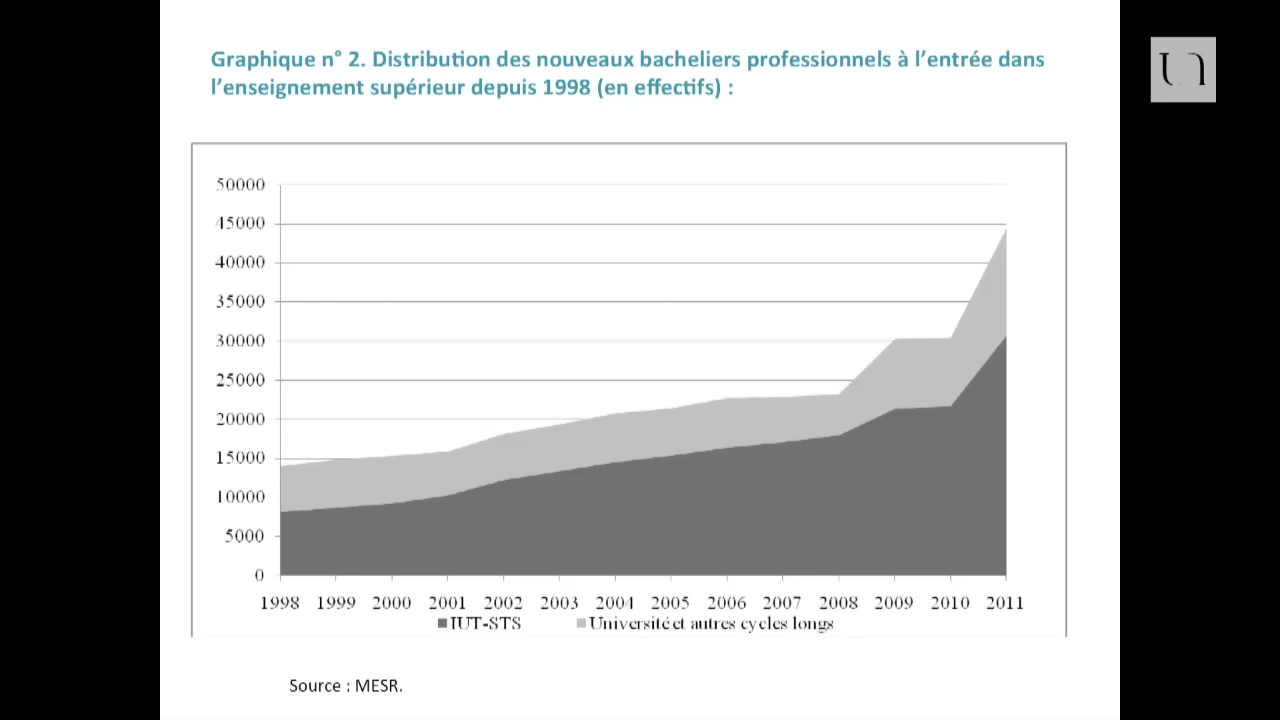 Graphique n° 2. Distribution des nouveaux bacheliers professionnels à l'entrée dans
l'enseignement supérieur depuis 1998 (en effectifs) :
50000
45000
40000
35000
30000
25000
20000
15000
10000
5000
0
1998 1999 2000 2001 2002 2003 2004 2005 2006 2007 2008 2009 2010 2011
IUT-STS Université et autres cycles longs
Source : MESR.